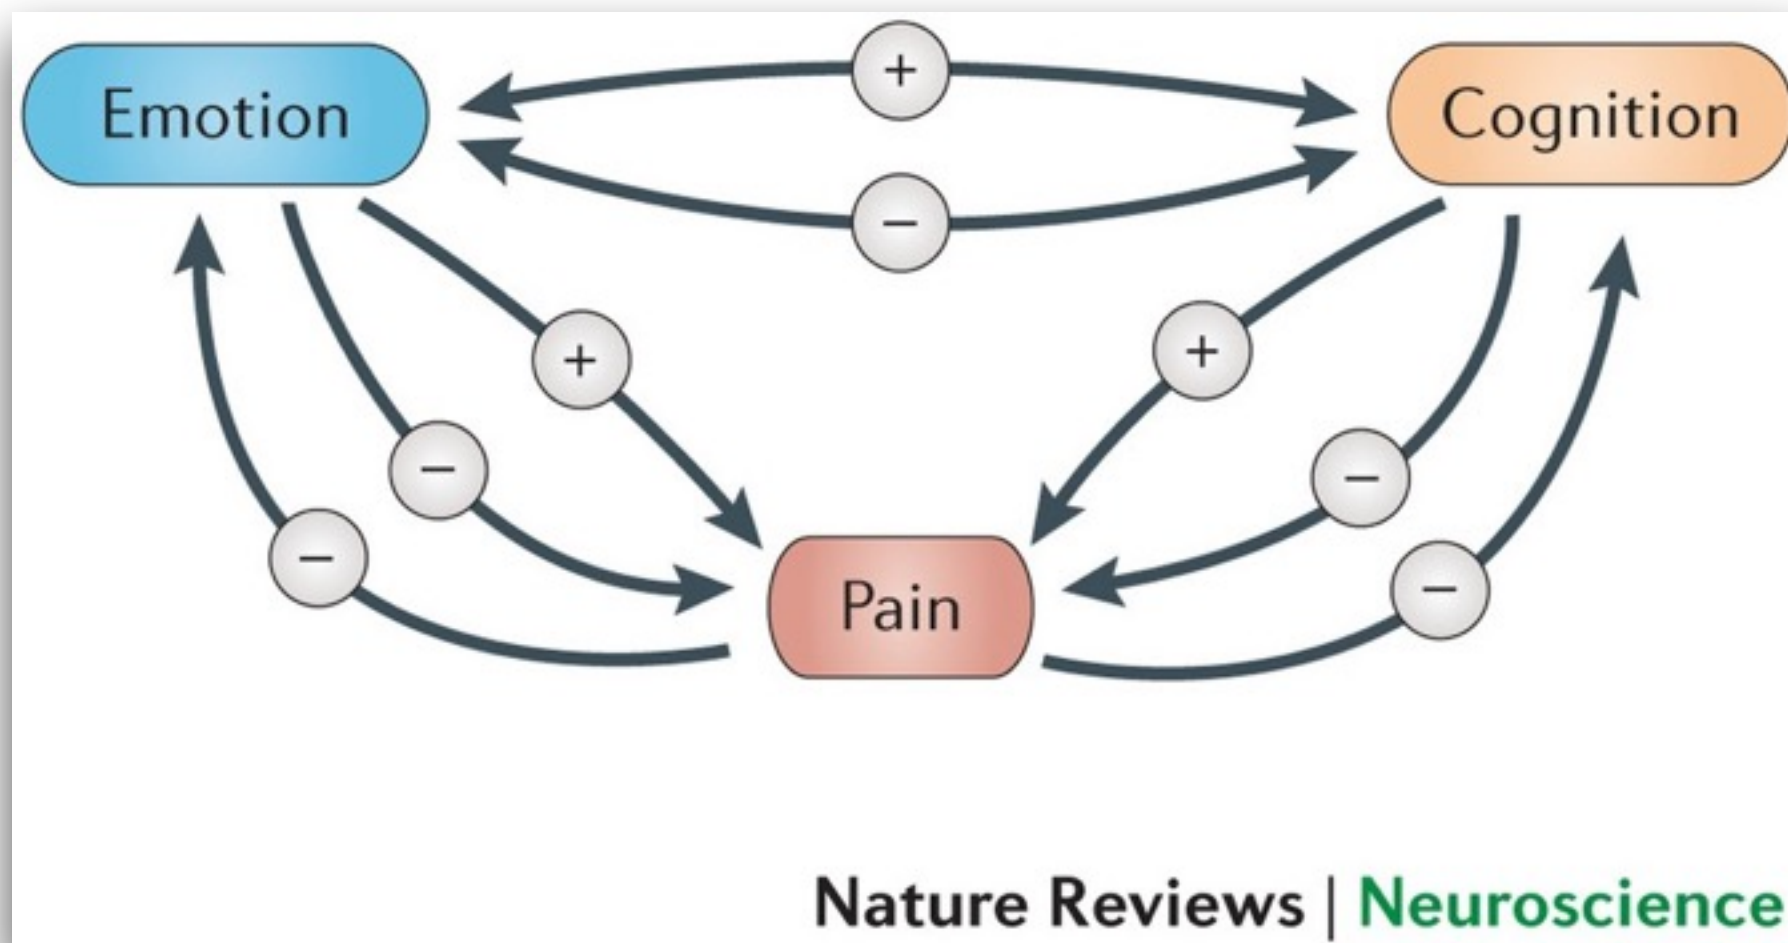 +
Emotion
Cognition
−
+
+
−
−
−
−
Pain
Nature Reviews | Neuroscience